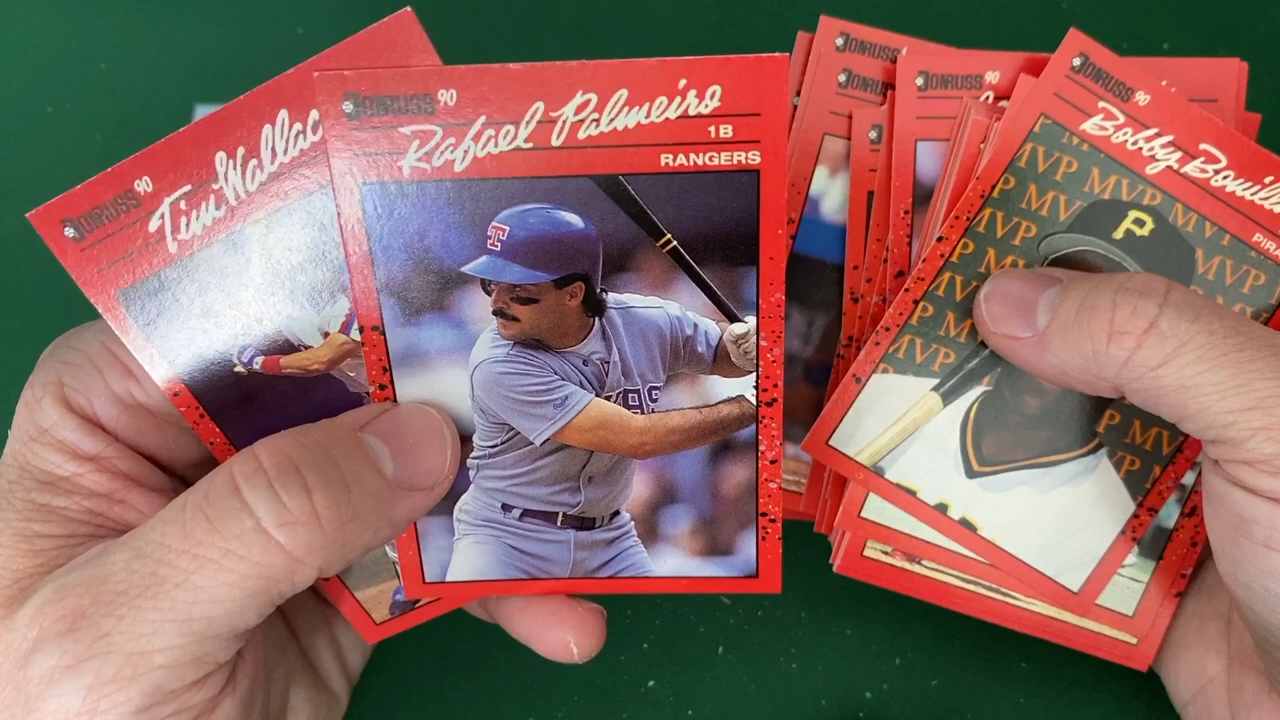 DONRUSS 90
Tim Wallac
DONRUSS 90
Rafael Palmeiro
1B
RANGERS
T
DONRUSS
DONRUSS
DONRUSS 90
DONRUSS 90
Bobby Bonil
PIRA
P
MVP MVP MVP